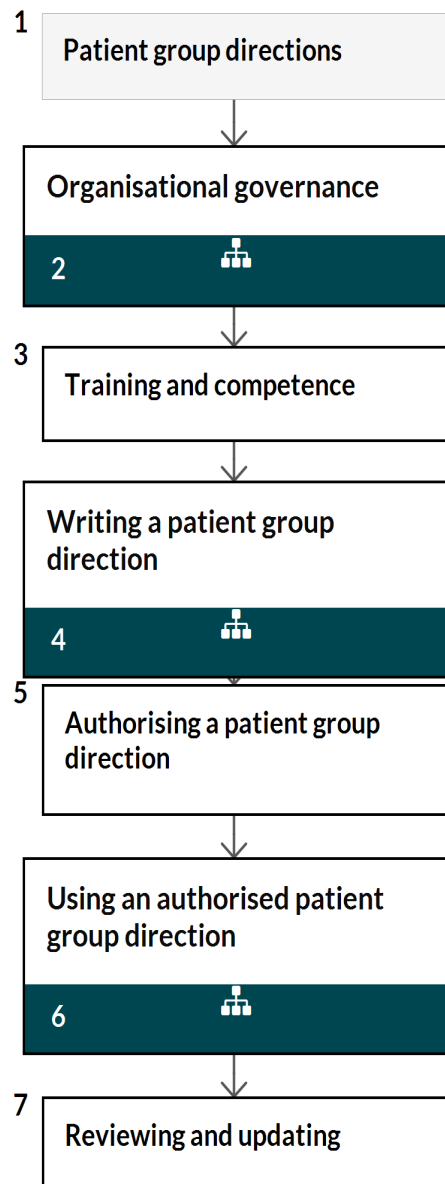 1
Patient group directions
Organisational governance
2
3
Training and competence
Writing a patient group
direction
4
5
Authorising a patient group
direction
Using an authorised patient
group direction
6
7
Reviewing and updating